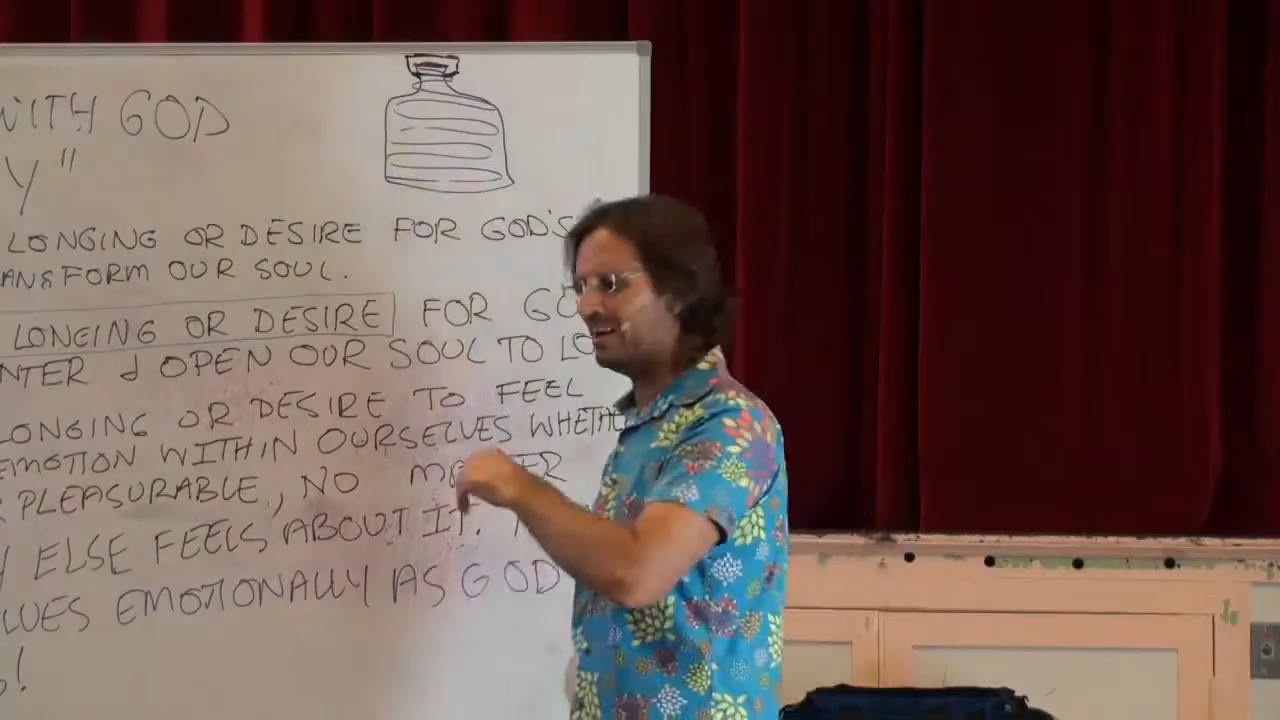 WITH GOD
Y"
LONGING OR DESIRE FOR GOD'S
ANSFORM OUR SOUL.
LONGING OR DESIRE FOR GO
NTER & OPEN OUR SOUL TO LO
LONGING OR DESIRE TO FEEL
EMOTION WITHIN OURSELVES WHETHE
PLEASURABLE, NO MATTER
Y ELSE FEELS ABOUT IT.
LUES EMOTIONALLY AS GOD
!